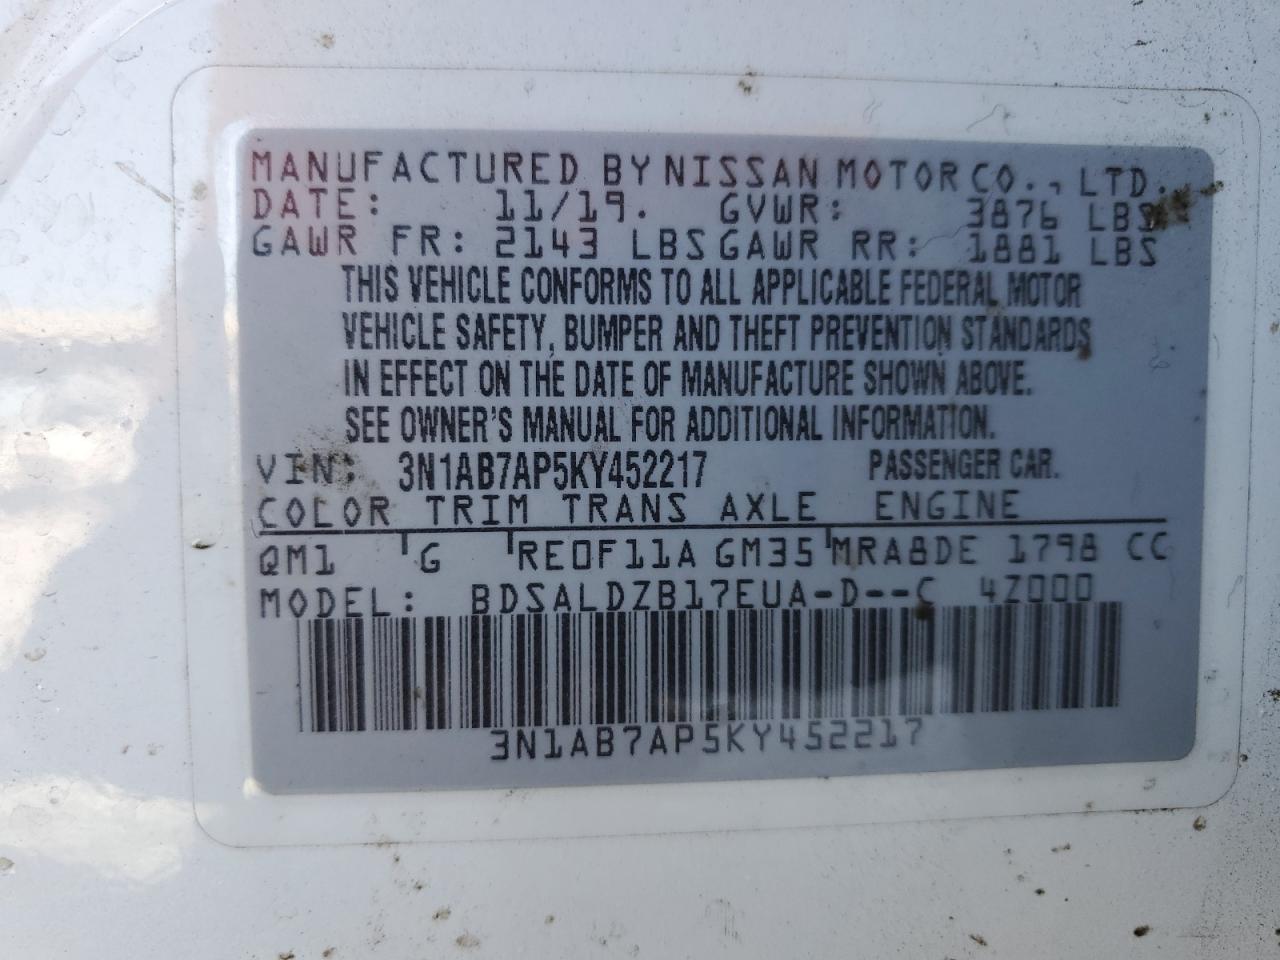 MANUFACTURED BY NISSAN MOTOR CO., LTD.
DATE: 11/19. GVWR: 3876 LBS
GAWR FR: 2143 LBS GAWR RR: 1881 LBS
THIS VEHICLE CONFORMS TO ALL APPLICABLE FEDERAL MOTOR
VEHICLE SAFETY, BUMPER AND THEFT PREVENTION STANDARDS
IN EFFECT ON THE DATE OF MANUFACTURE SHOWN ABOVE.
SEE OWNER'S MANUAL FOR ADDITIONAL INFORMATION.
VIN: 3N1AB7AP5KY452217 PASSENGER CAR.
COLOR TRIM TRANS AXLE ENGINE
QM1 G RE0F11A GM35 MRA8DE 1798 CC
MODEL: BDSALDZB17EUA-D--C 4Z000
3N1AB7AP5KY452217